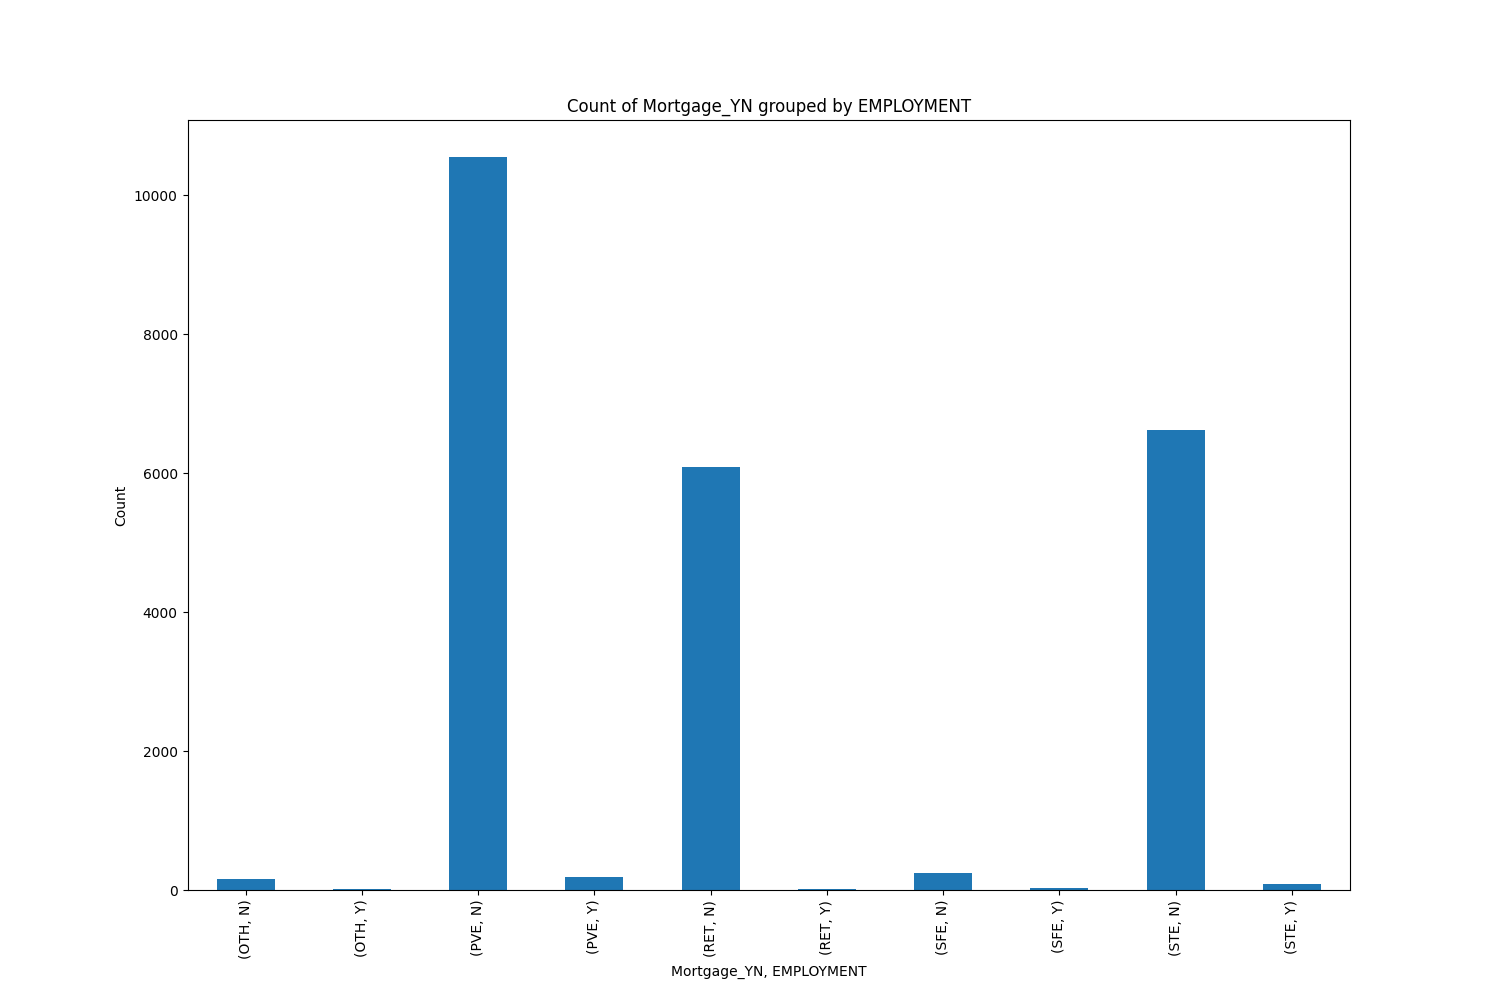 Count of Mortgage_YN grouped by EMPLOYMENT
10000
8000
6000
4000
2000
0
Count
(OTH, N)
(OTH, Y)
(PVE, N)
(PVE, Y)
(RET, N)
(RET, Y)
(SFE, N)
(SFE, Y)
(STE, N)
(STE, Y)
Mortgage_YN, EMPLOYMENT